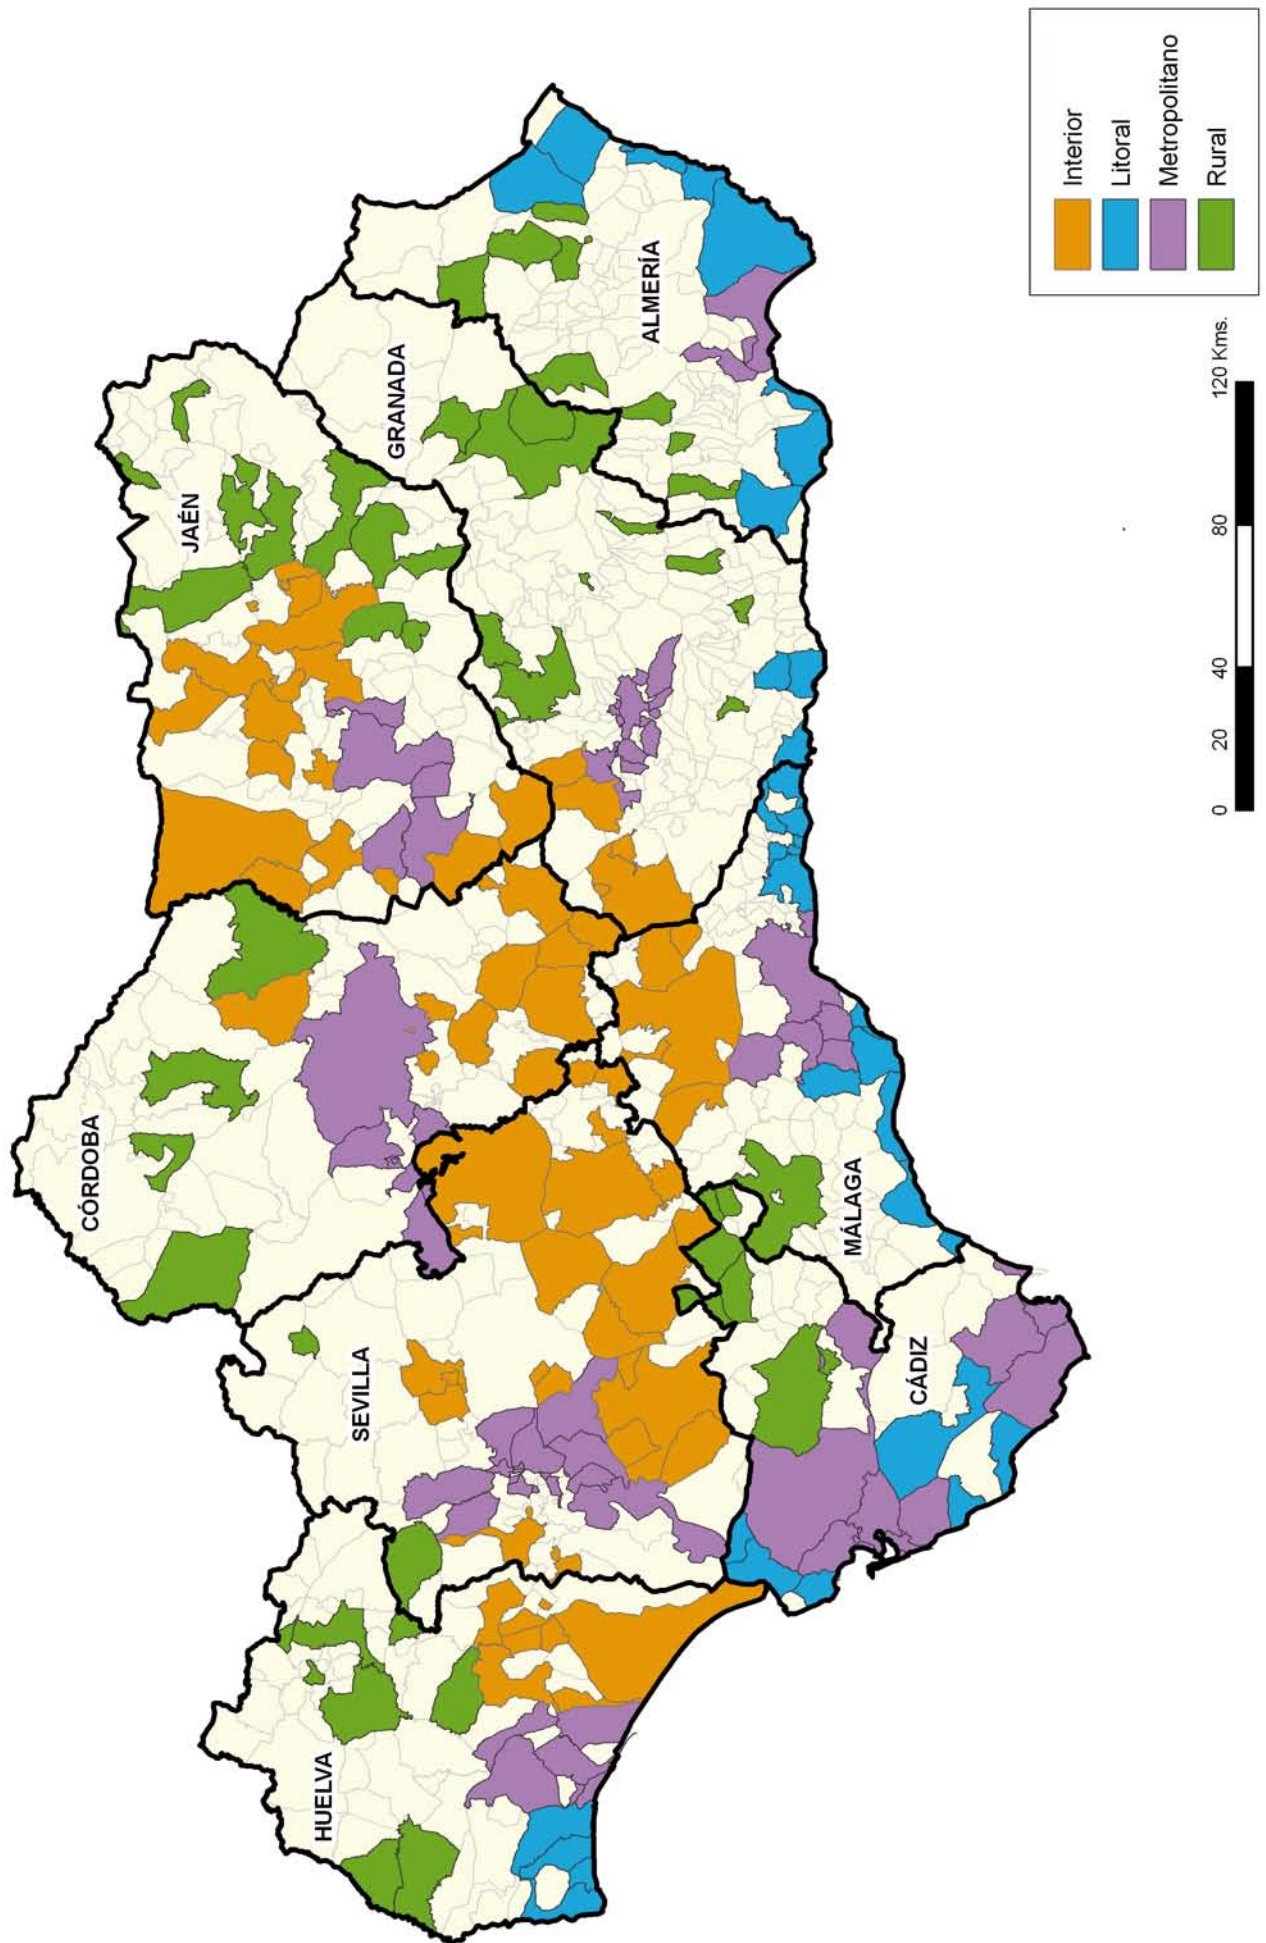 CÓRDOBA
JAÉN
HUELVA
SEVILLA
GRANADA
ALMERÍA
CÁDIZ
MÁLAGA
0 20 40 80 120 Kms.
Interior
Litoral
Metropolitano
Rural